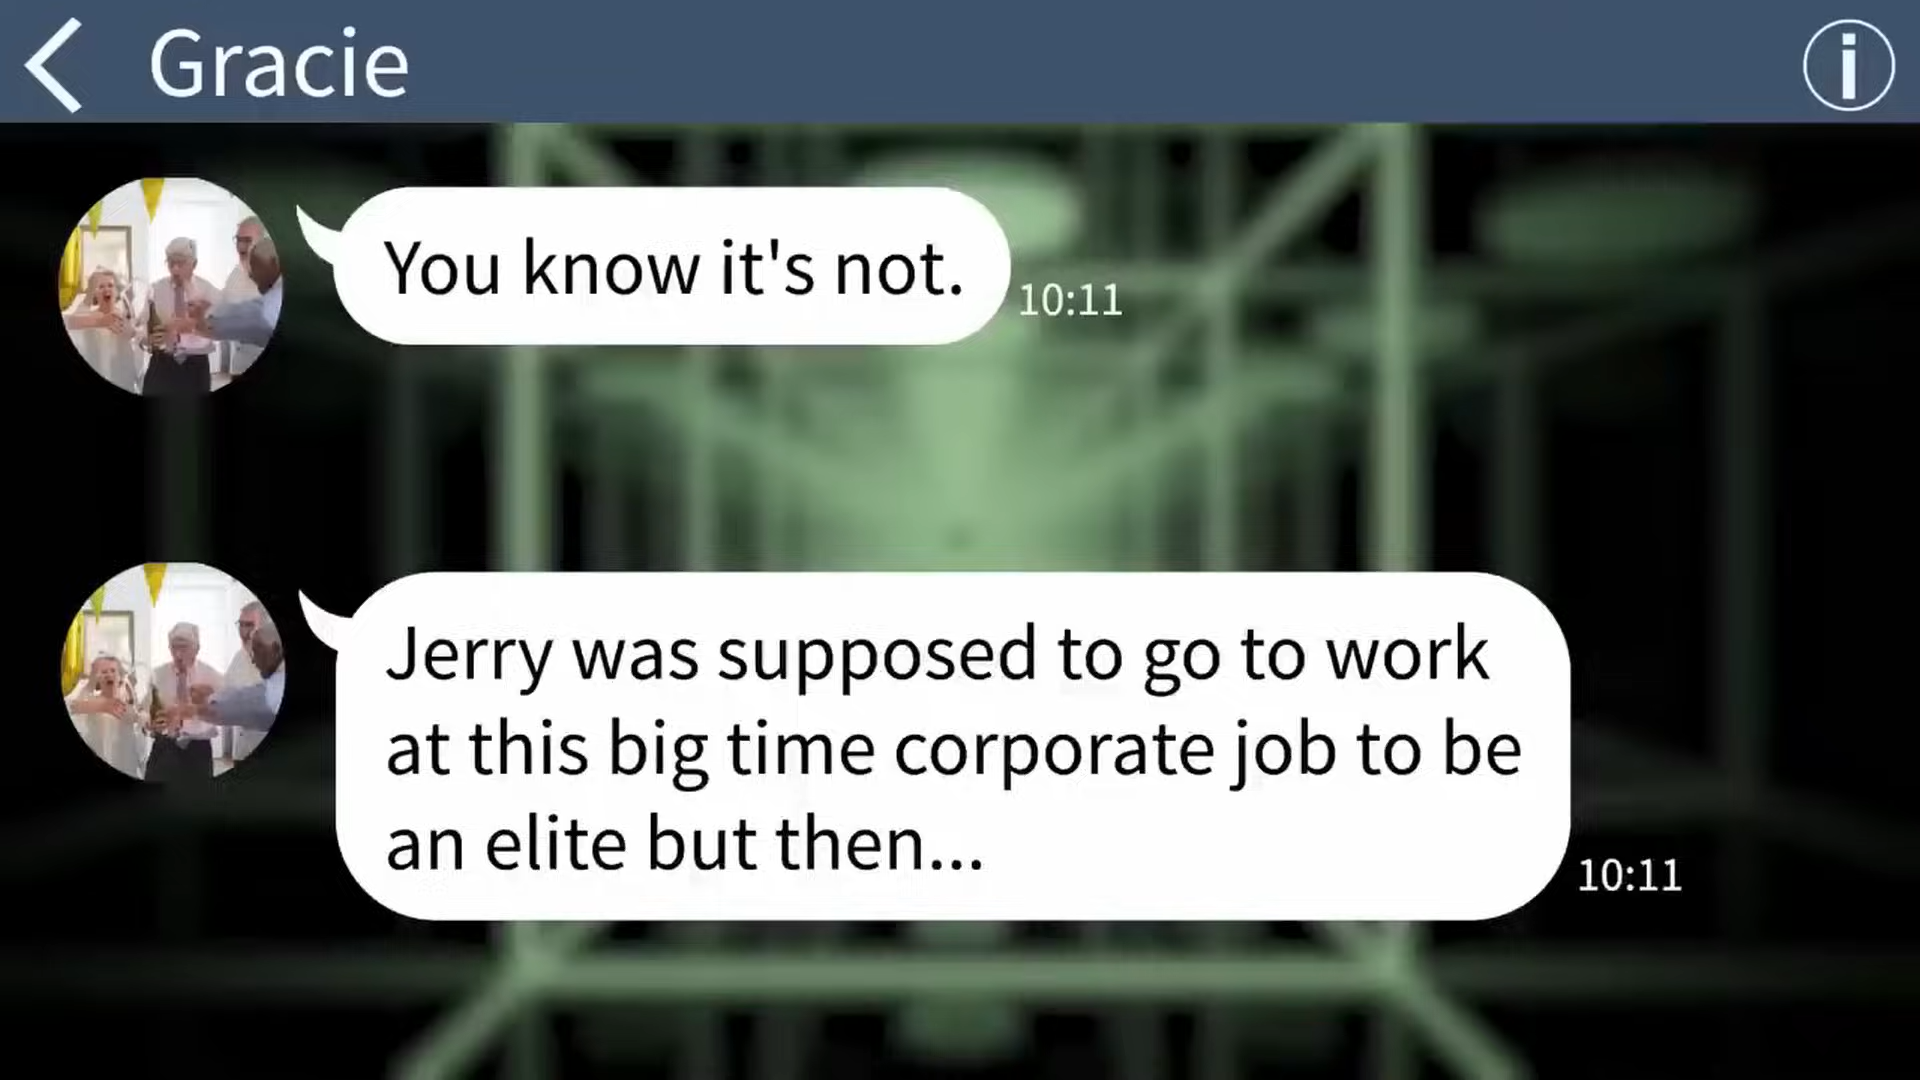 Gracie
You know it's not.
10:11
Jerry was supposed to go to work
at this big time corporate job to be
an elite but then...
10:11